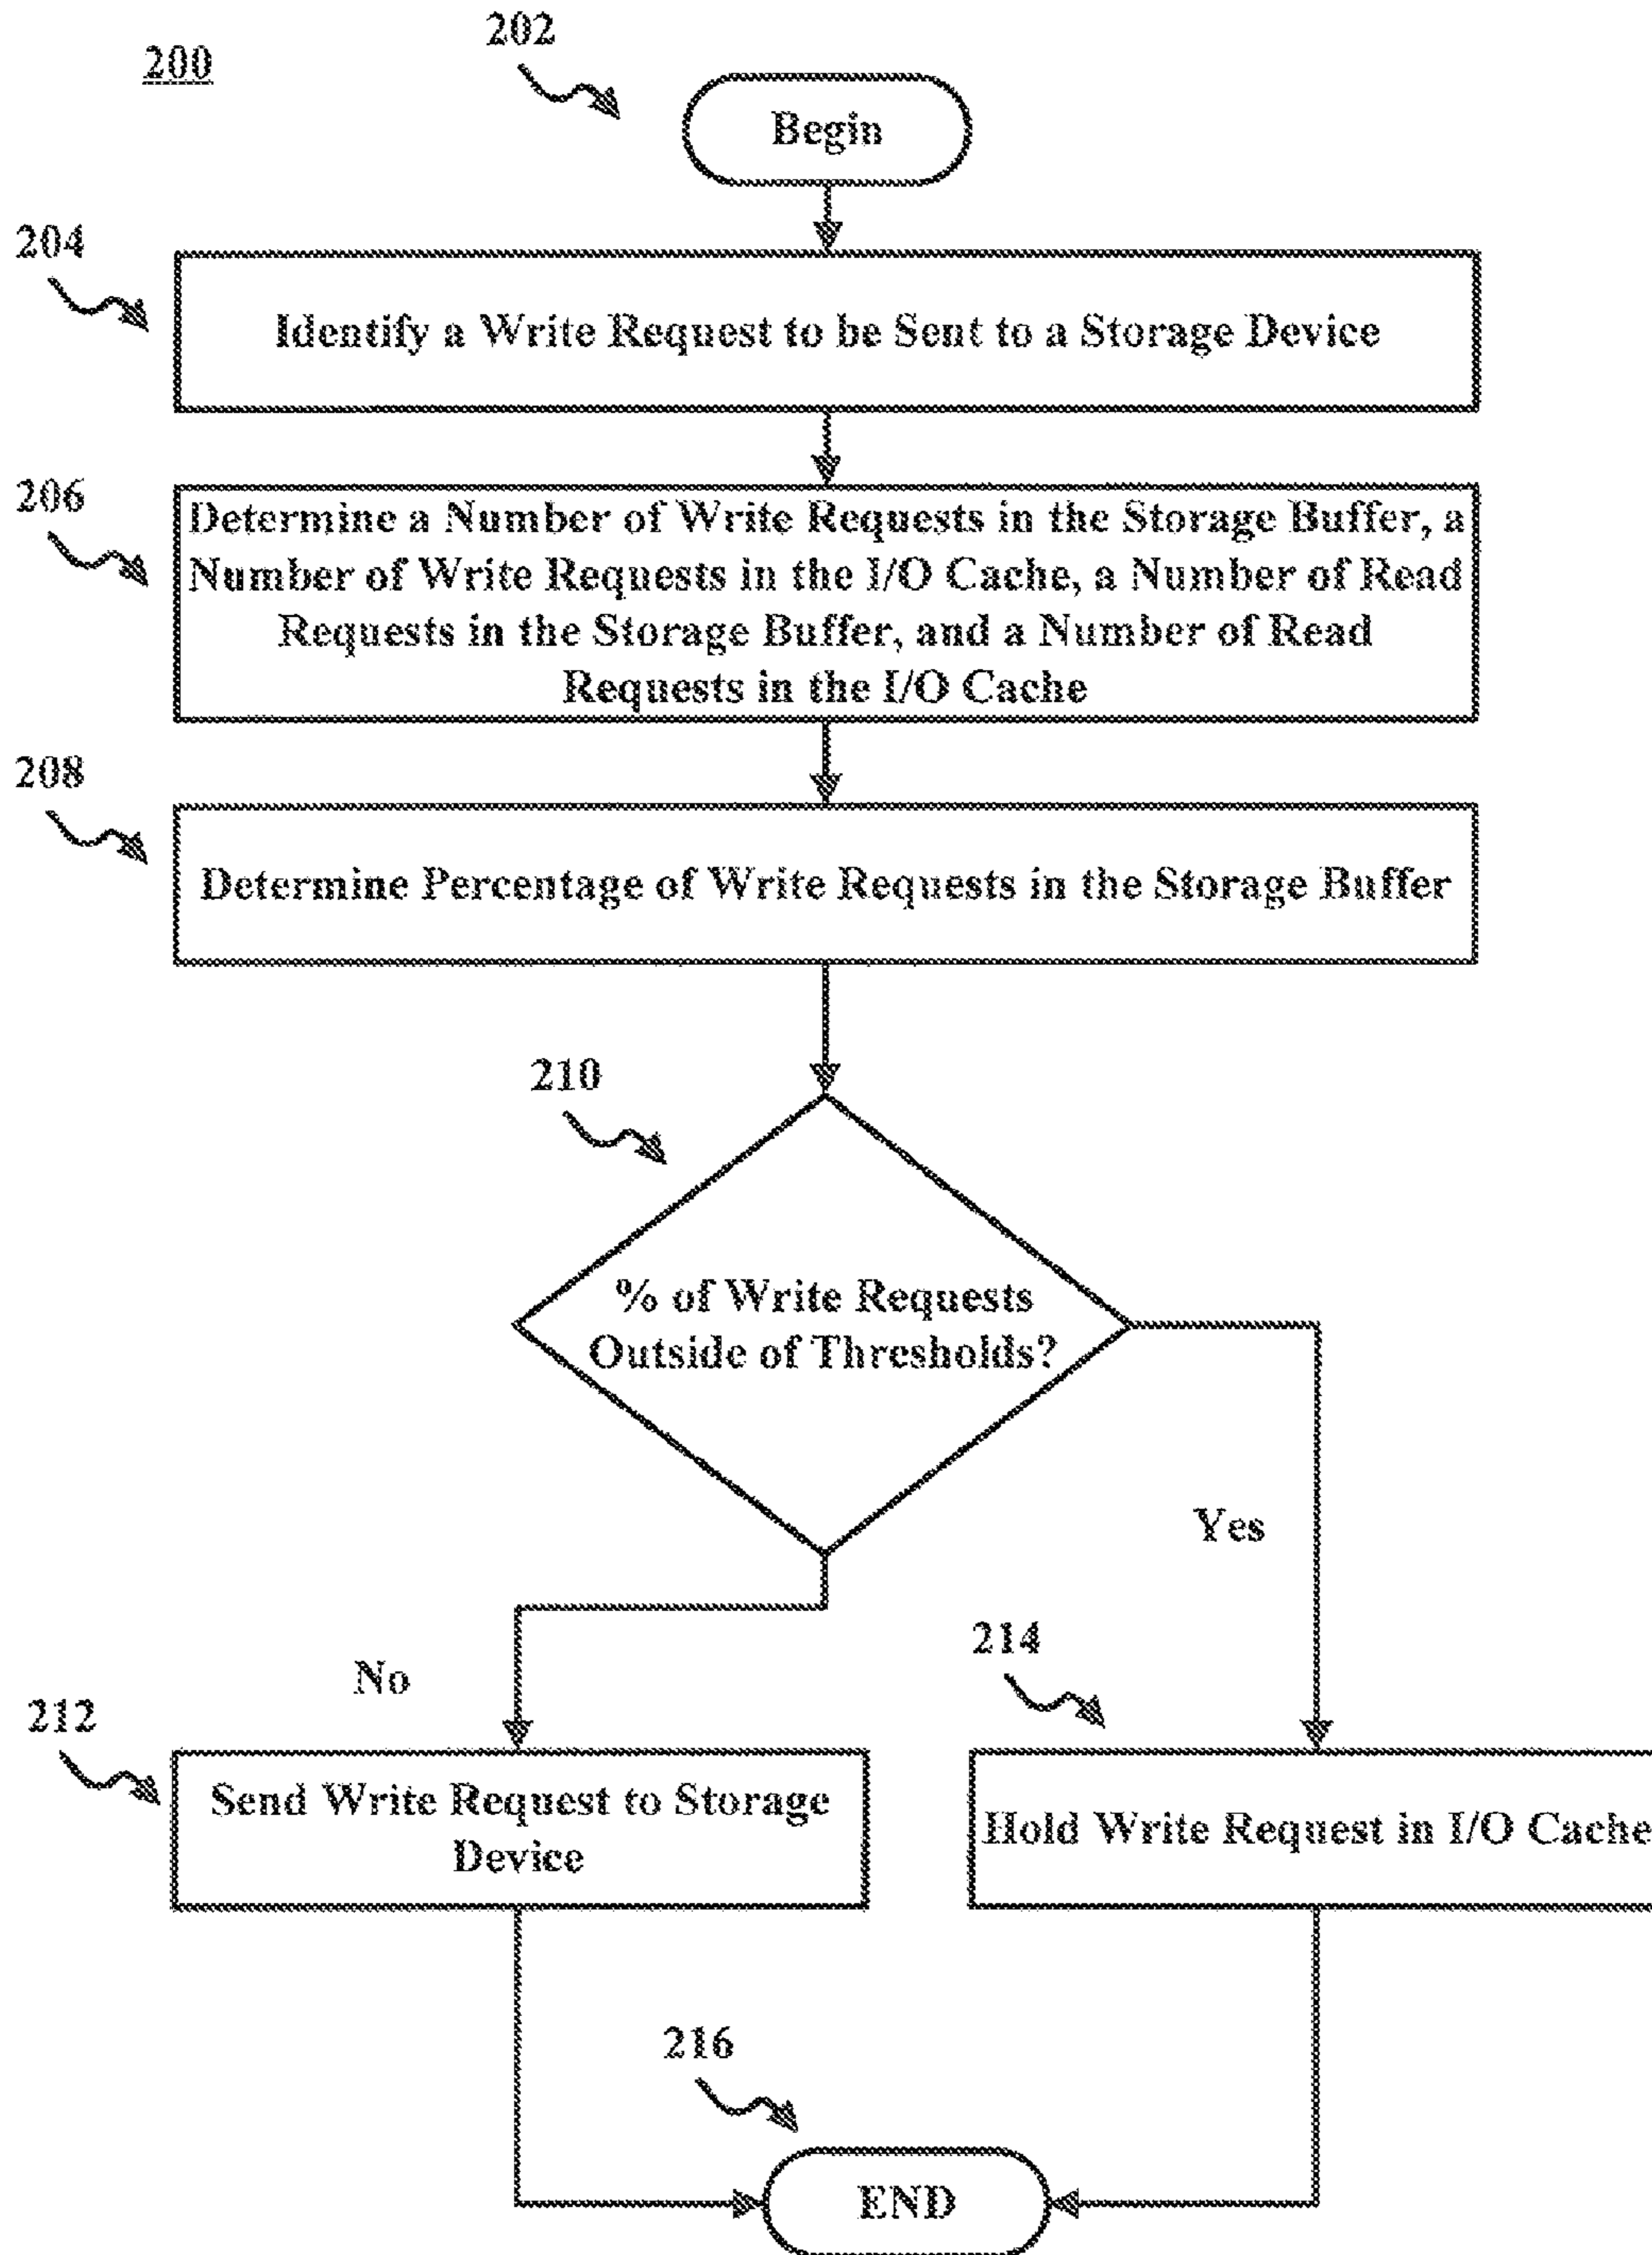 202
200
Begin
204
Identify a Write Request to be Sent to a Storage Device
206
Determine a Number of Write Requests in the Storage Buffer, a
Number of Write Requests in the I/O Cache, a Number of Read
Requests in the Storage Buffer, and a Number of Read
Requests in the I/O Cache
208
Determine Percentage of Write Requests in the Storage Buffer
210
% of Write Requests
Outside of Thresholds?
Yes
214
No
212
Send Write Request to Storage
Device
Hold Write Request in I/O Cache
216
END